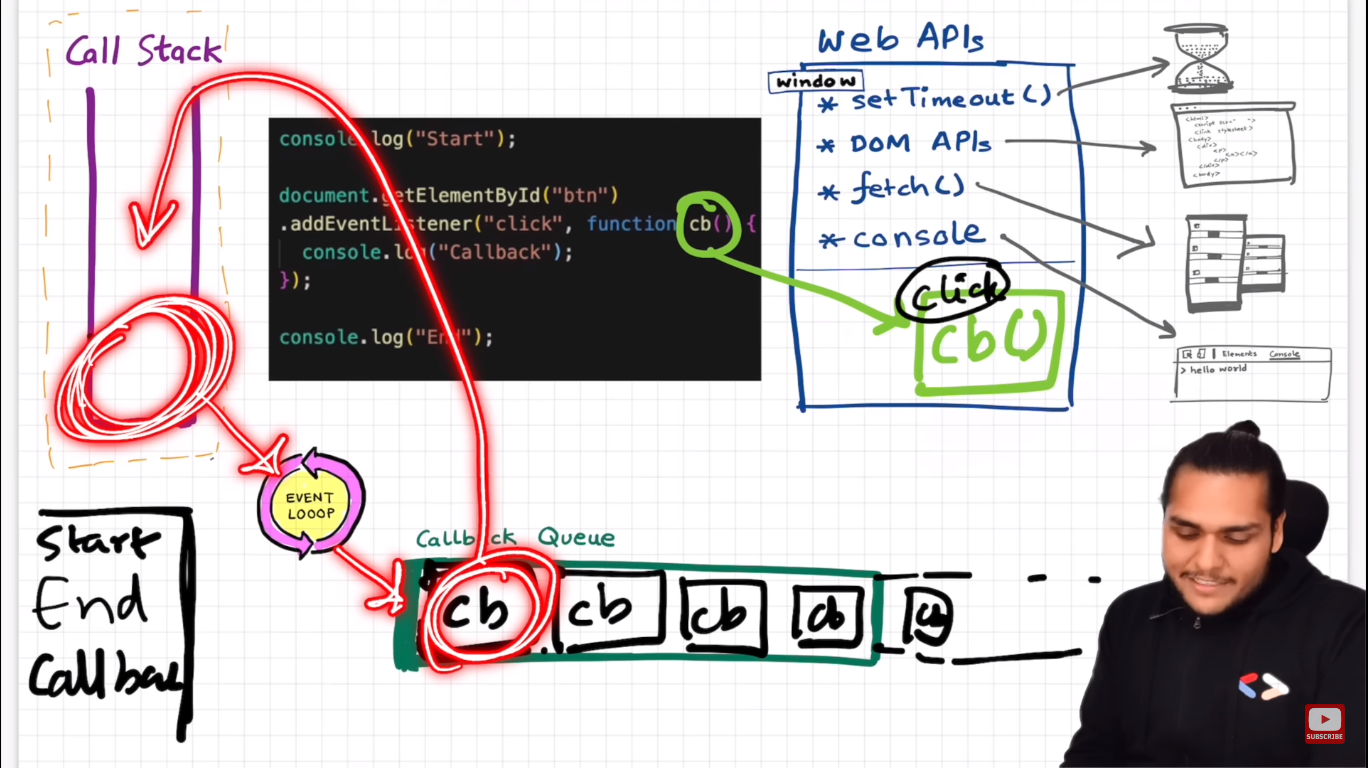 Call Stack
console.log("Start");
document.getElementById("btn")
.addEventListener("click", function cb() {
console.log("Callback");
});
console.log("End");
Web APIs
window
* setTimeout()
* DOM APIs
* fetch()
* console
click
cb()
Elements Console
> hello world
EVENT
LOOOP
Start
End
Callbac
Callback Queue
cb cb cb cb cb
SUBSCRIBE